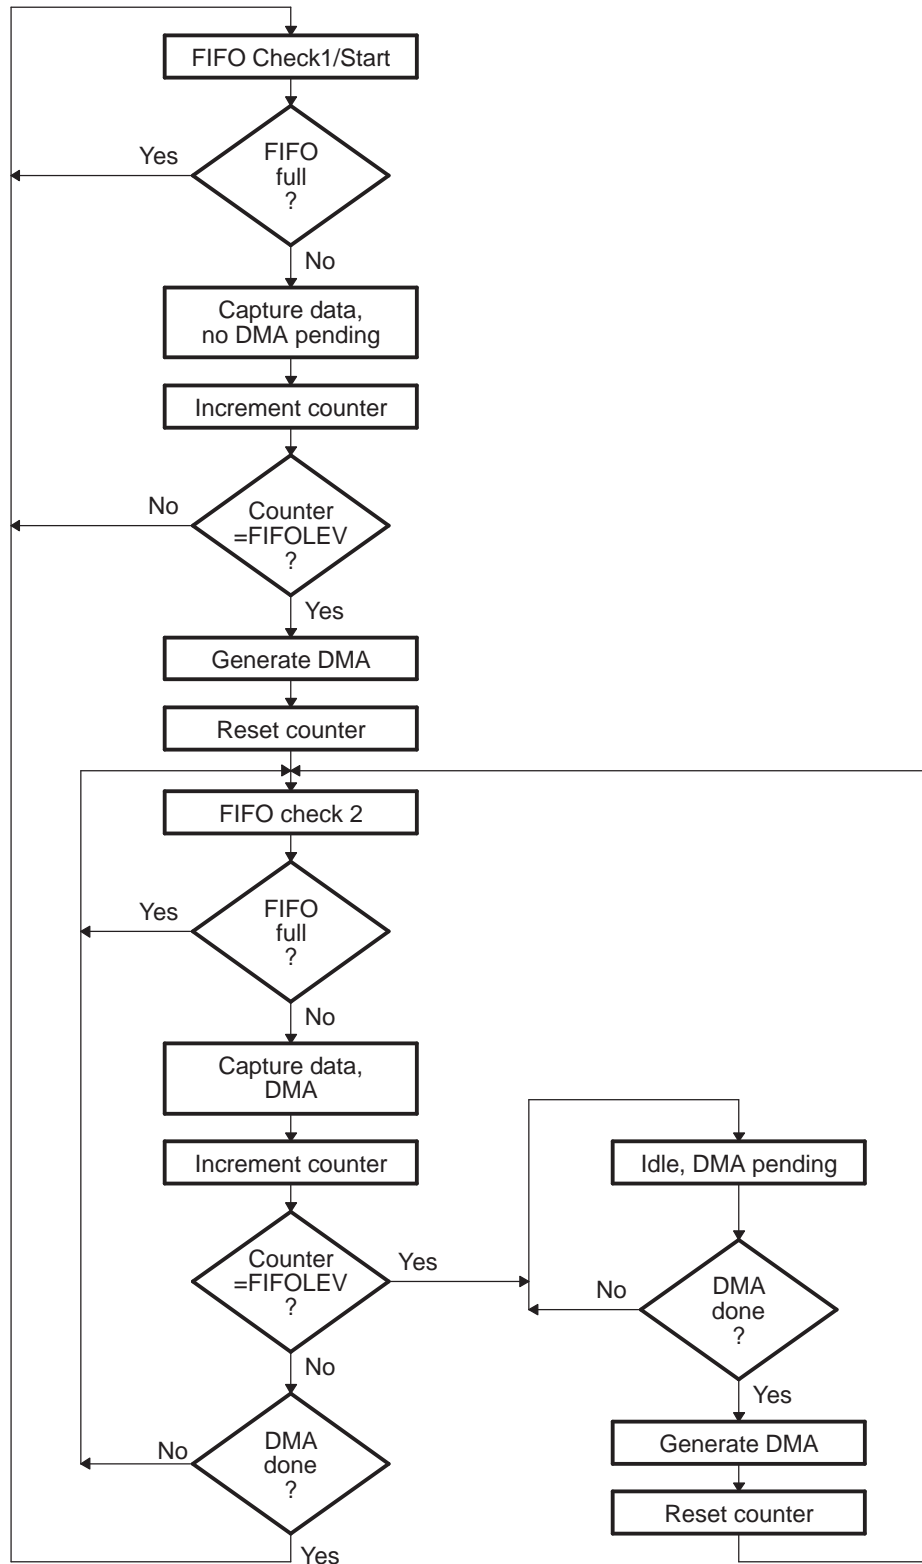 FIFO Check1/Start
FIFO
full
?
Yes
No
Capture data,
no DMA pending
Increment counter
No
Counter
=FIFOLEV
?
Yes
Generate DMA
Reset counter
FIFO check 2
FIFO
full
?
Yes
No
Capture data,
DMA
Increment counter
Idle, DMA pending
Counter
=FIFOLEV
?
Yes
No
DMA
done
?
No
Yes
Generate DMA
Reset counter
DMA
done
?
No
Yes